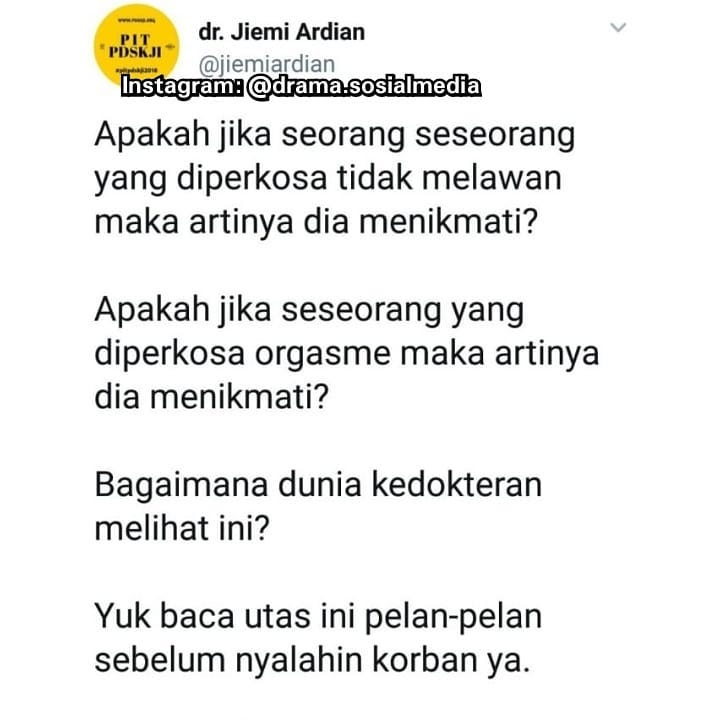 dr. Jiemi Ardian
PIT
PDSKJI
@jiemiardian
Instagram: @drama.sosialmedia
Apakah jika seorang seseorang
yang diperkosa tidak melawan
maka artinya dia menikmati?
Apakah jika seseorang yang
diperkosa orgasme maka artinya
dia menikmati?
Bagaimana dunia kedokteran
melihat ini?
Yuk baca utas ini pelan-pelan
sebelum nyalahin korban ya.